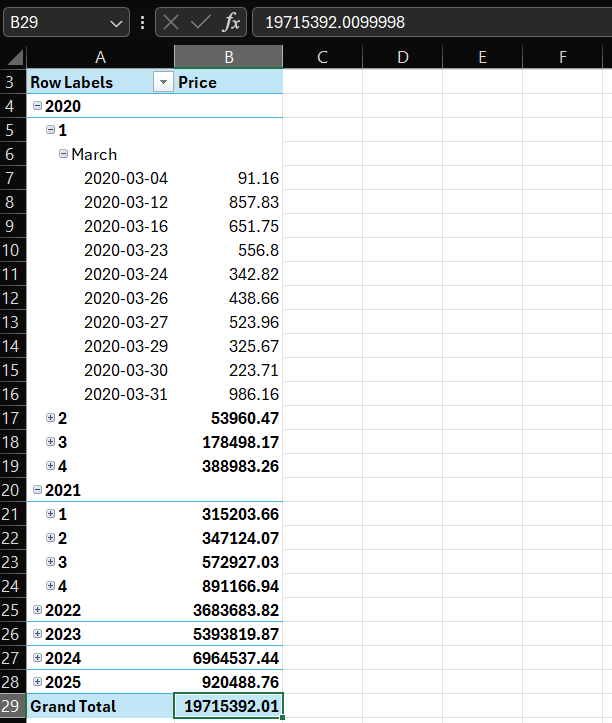 B29 fx 19715392.0099998
A B C D E F
3 Row Labels Price
4 2020
5 1
6 March
7 2020-03-04 91.16
8 2020-03-12 857.83
9 2020-03-16 651.75
10 2020-03-23 556.8
11 2020-03-24 342.82
12 2020-03-26 438.66
13 2020-03-27 523.96
14 2020-03-29 325.67
15 2020-03-30 223.71
16 2020-03-31 986.16
17 2 53960.47
18 3 178498.17
19 4 388983.26
20 2021
21 1 315203.66
22 2 347124.07
23 3 572927.03
24 4 891166.94
25 2022 3683683.82
26 2023 5393819.87
27 2024 6964537.44
28 2025 920488.76
29 Grand Total 19715392.01